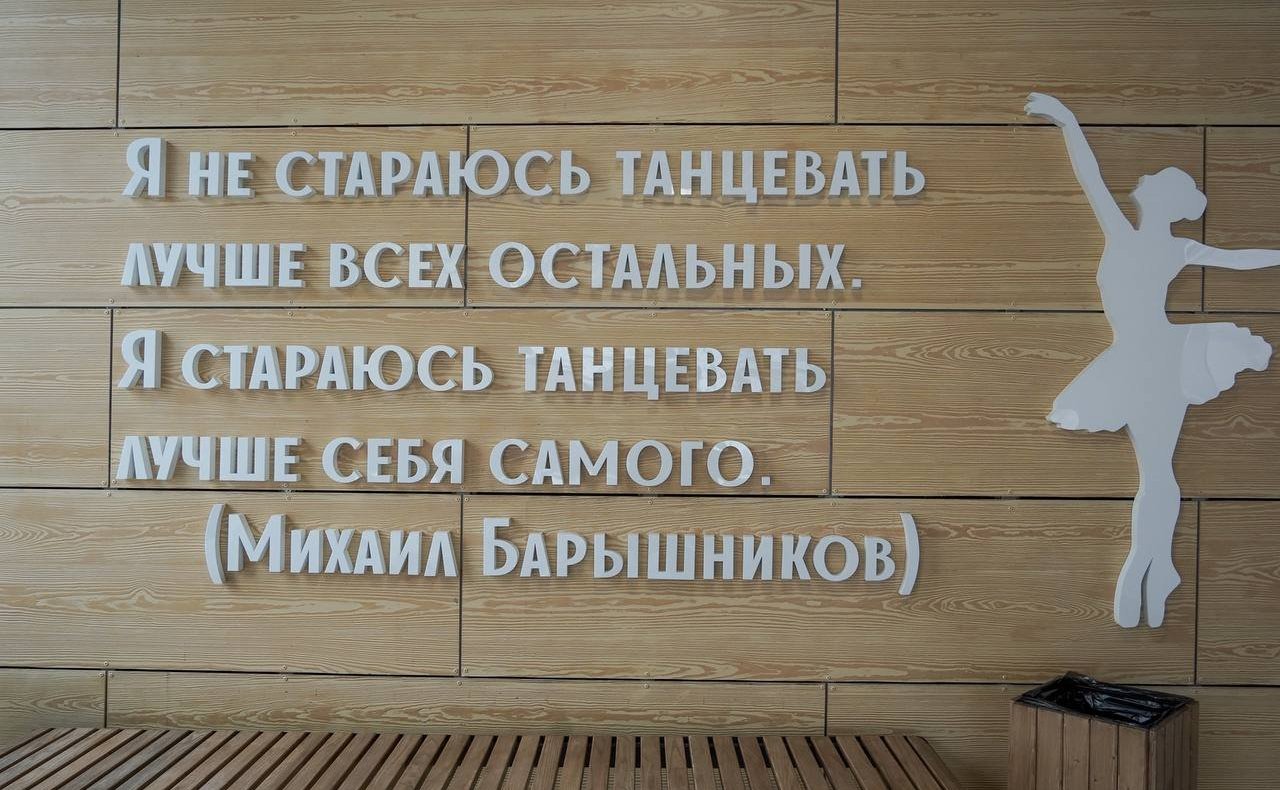 Я не стараюсь танцевать
лучше всех остальных.
Я стараюсь танцевать
лучше себя самого.
(Михаил Барышников)